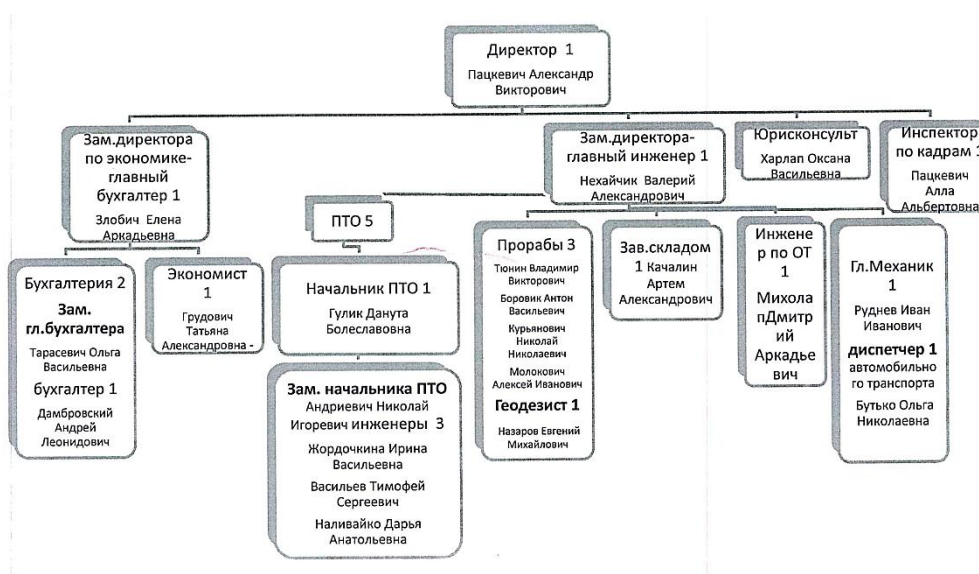 Директор 1
Пацкевич Александр
Викторович
Зам.директора
по экономике-
главный
бухгалтер 1
Злобич Елена
Аркадьевна
Зам.директора-
главный инженер 1
Нехайчик Валерий
Александрович
Юрисконсульт
Харлап Оксана
Васильевна
Инспектор
по кадрам 1
Пацкевич
Алла
Альбертовна
ПТО 5
Бухгалтерия 2
Зам.
гл.бухгалтера
Тарасевич Ольга
Васильевна
бухгалтер 1
Дамбровский
Андрей
Леонидович
Экономист
1
Грудович
Татьяна
Александровна -
Начальник ПТО 1
Гулик Данута
Болеславовна
Зам. начальника ПТО
Андриевич Николай
Игоревич инженеры 3
Жордочкина Ирина
Васильевна
Васильев Тимофей
Сергеевич
Наливайко Дарья
Анатольевна
Прорабы 3
Тюнин Владимир
Викторович
Боровик Антон
Васильевич
Курьянович
Николай
Николаевич
Молокович
Алексей Иванович
Геодезист 1
Назаров Евгений
Михайлович
Зав.складом
1 Качалин
Артем
Александрович
Инжене
р по ОТ
1
Михола
пДмитр
ий
Аркадье
вич
Гл.Механик
1
Руднев Иван
Иванович
диспетчер 1
автомобильно
го транспорта
Бутько Ольга
Николаевна